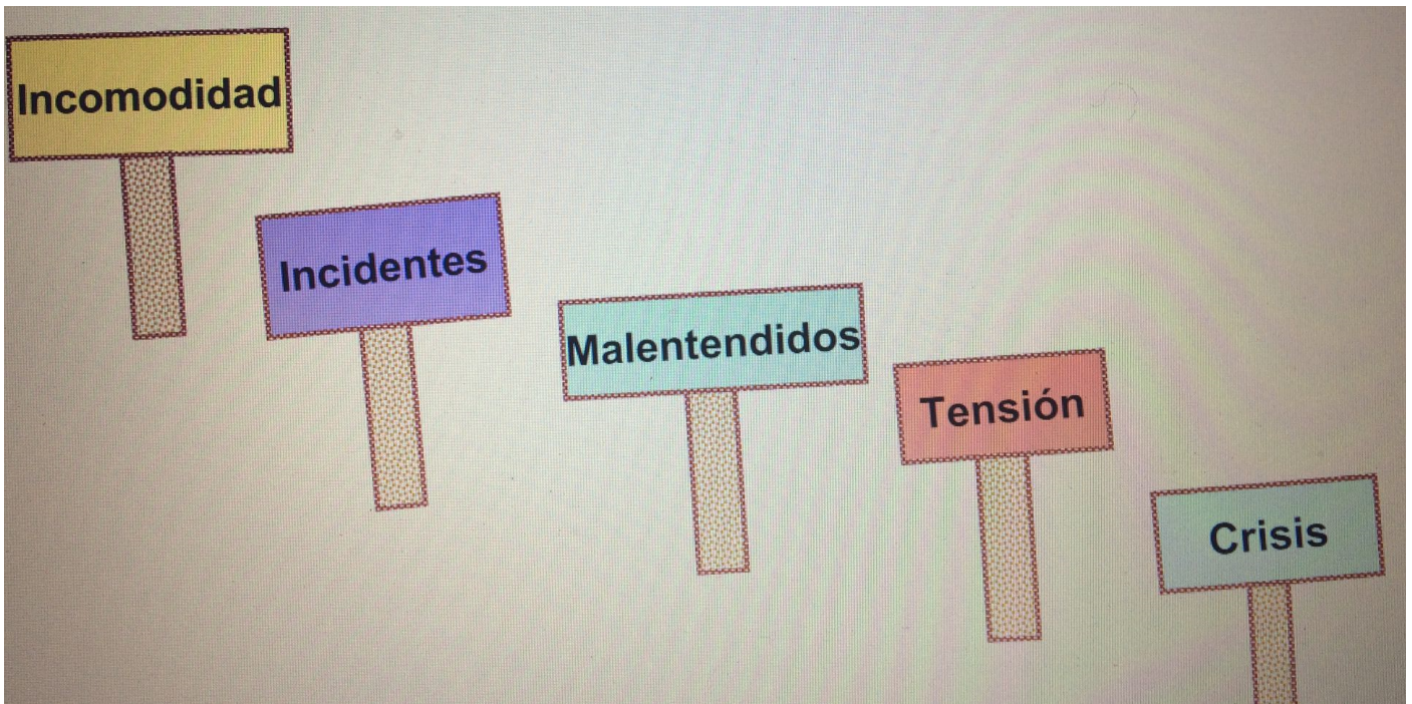 Incomodidad
Incidentes
Malentendidos
Tensión
Crisis